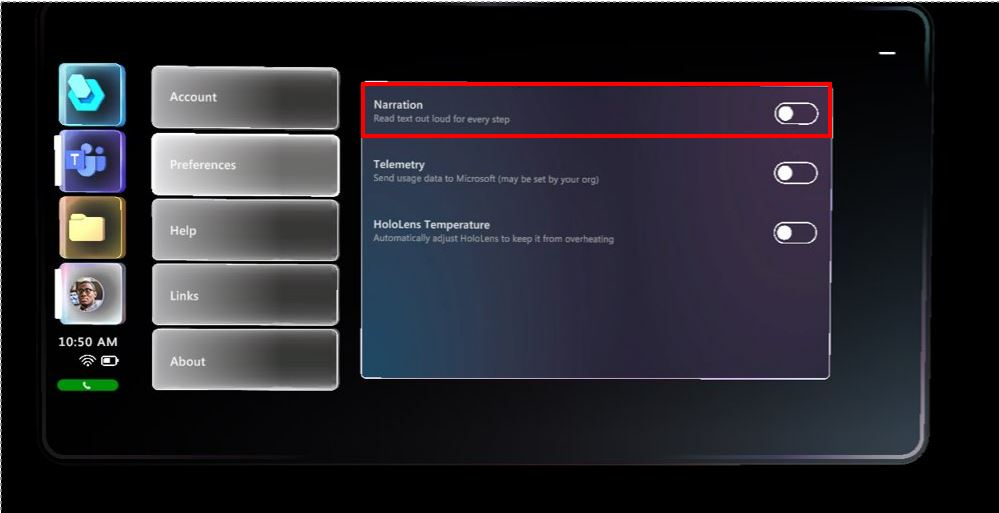 Account
Preferences
Help
Links
About
10:50 AM
Narration
Read text out loud for every step
Telemetry
Send usage data to Microsoft (may be set by your org)
HoloLens Temperature
Automatically adjust HoloLens to keep it from overheating
T